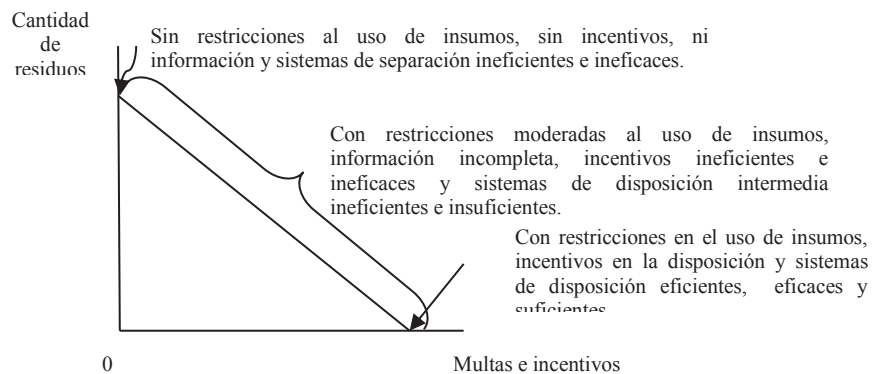 Cantidad
de
residuos
Sin restricciones al uso de insumos, sin incentivos, ni
información y sistemas de separación ineficientes e ineficaces.
Con restricciones moderadas al uso de insumos,
información incompleta, incentivos ineficientes e
ineficaces y sistemas de disposición intermedia
ineficientes e insuficientes.
Con restricciones en el uso de insumos,
incentivos en la disposición y sistemas
de disposición eficientes, eficaces y
suficientes
0
Multas e incentivos